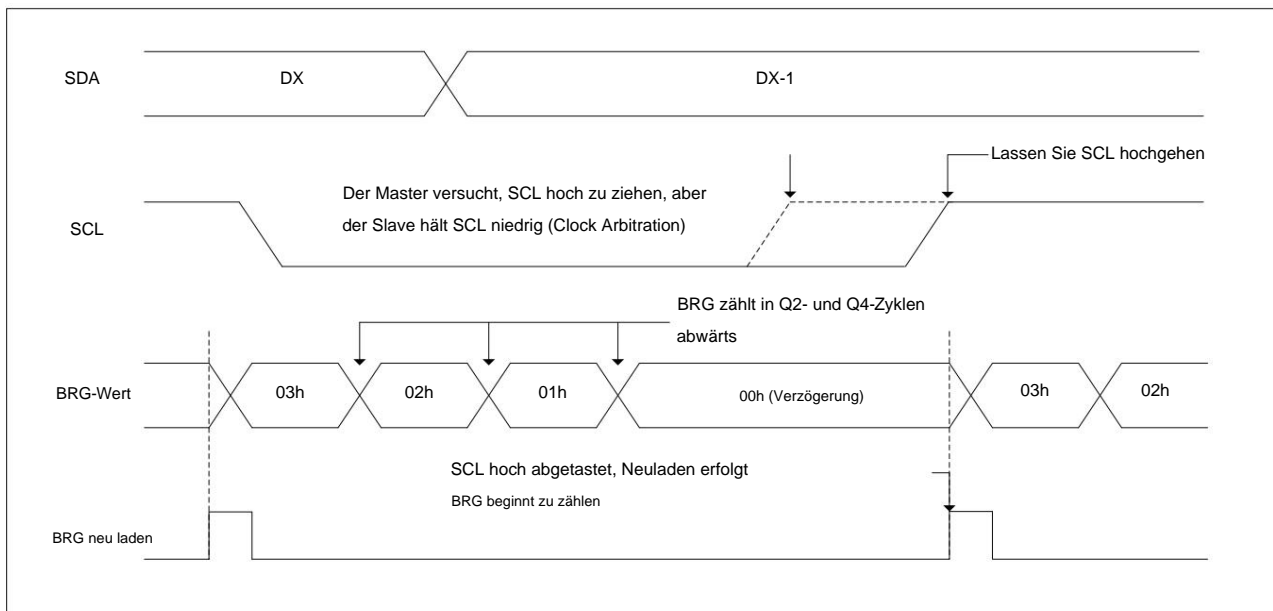 SDA
DX
DX-1
Lassen Sie SCL hochgehen
Der Master versucht, SCL hoch zu ziehen, aber
der Slave hält SCL niedrig (Clock Arbitration)
SCL
BRG zählt in Q2- und Q4-Zyklen
abwärts
BRG-Wert
03h
02h
01h
00h (Verzögerung)
03h
02h
SCL hoch abgetastet, Neuladen erfolgt
BRG beginnt zu zählen
BRG neu laden